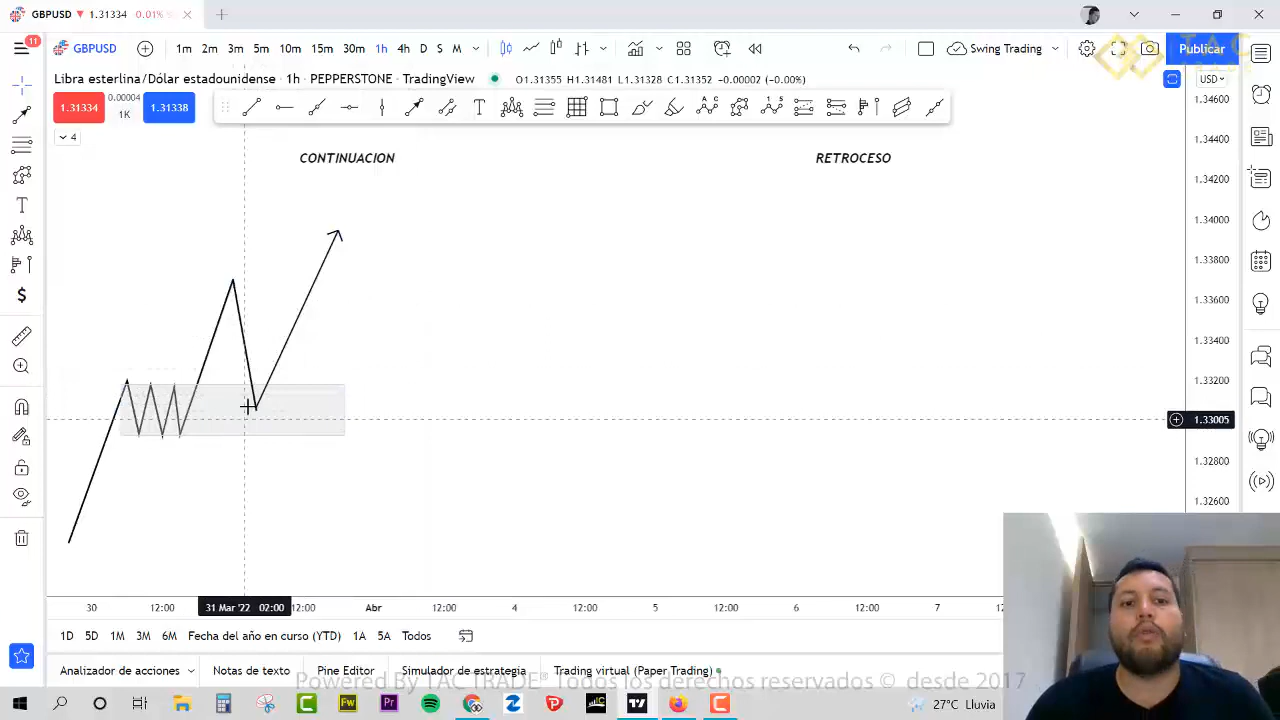 GBPUSD 1.31334 0.01%
11 GBPUSD 1m 2m 3m 5m 10m 15m 30m 1h 4h D S M Swing Trading Publicar
Libra esterlina/Dólar estadounidense · 1h · PEPPERSTONE · TradingView O1.31355 H1.31481 L1.31328 C1.31352 −0.00002 (−0.00%) USD
1.31334 0.00004 1K 1.31338
4
CONTINUACION RETROCESO
1.34600
1.34400
1.34200
1.34000
1.33800
1.33600
1.33400
1.33200
1.33005
1.32800
1.32600
30 12:00 31 Mar '22 02:00 12:00 Abr 12:00 4 12:00 5 12:00 6 12:00 7
1D 5D 1M 3M 6M Fecha del año en curso (YTD) 1A 5A Todos
Analizador de acciones Notas de texto Pine Editor Simulador de estrategia Trading virtual (Paper Trading)
Powered By TAC TRADE® Todos los derechos reservados © desde 2017
27°C Lluvia